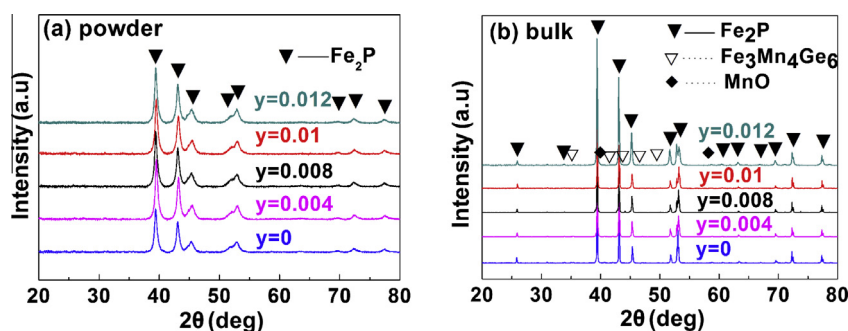 (a) powder
▼ —— Fe₂P
y=0.012
y=0.01
y=0.008
y=0.004
y=0
Intensity (a.u)
20 30 40 50 60 70 80
2θ (deg)
(b) bulk
▼ —— Fe₂P
▽ ······ Fe₃Mn₄Ge₆
◆ ······ MnO
y=0.012
y=0.01
y=0.008
y=0.004
y=0
Intensity (a.u)
20 30 40 50 60 70 80
2θ (deg)